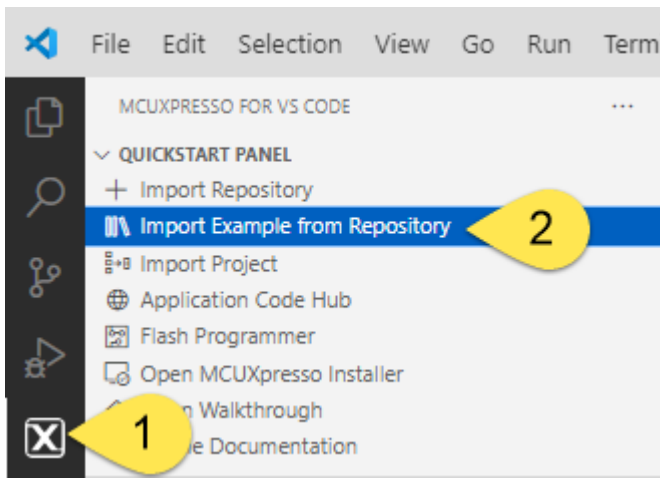 File Edit Selection View Go Run Term
MCUXPRESSO FOR VS CODE ...
QUICKSTART PANEL
Import Repository
Import Example from Repository
2
Import Project
Application Code Hub
Flash Programmer
Open MCUXpresso Installer
Walkthrough
X 1
Documentation